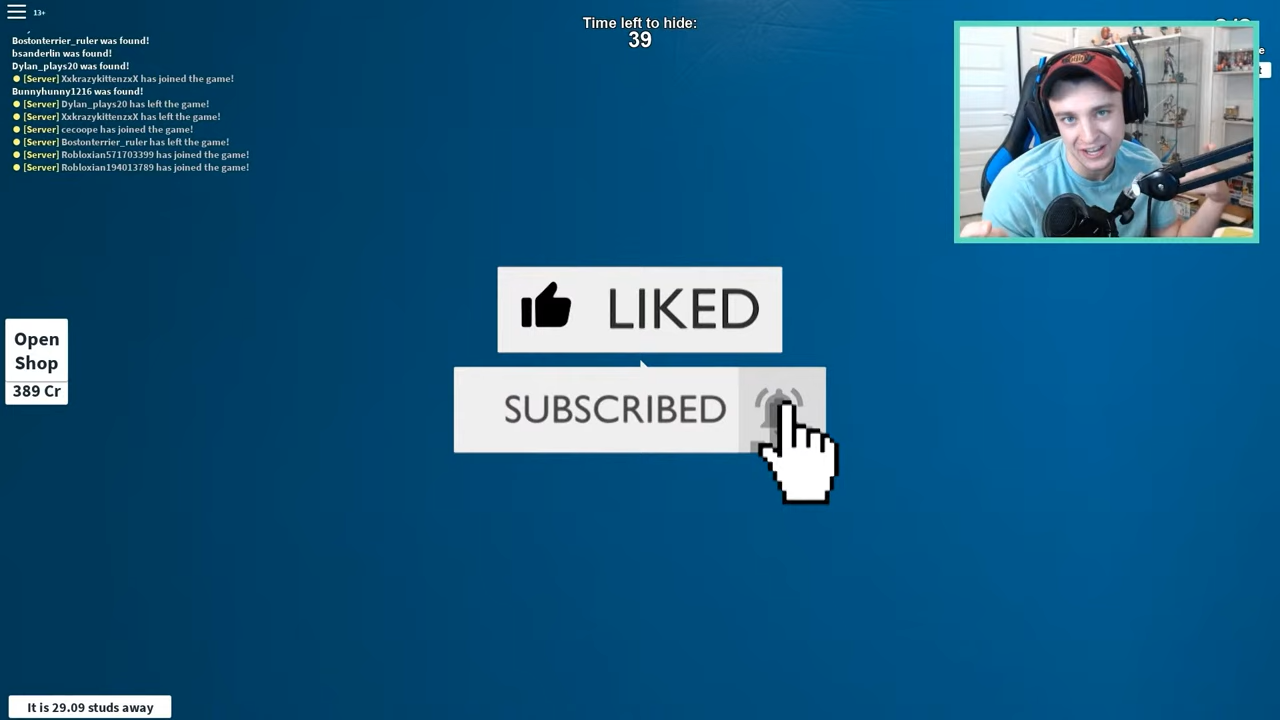 13+
Time left to hide:
39
Bostonterrier_ruler was found!
bsanderlin was found!
Dylan_plays20 was found!
[Server] XxkrazykittenzxX has joined the game!
Bunnyhunny1216 was found!
[Server] Dylan_plays20 has left the game!
[Server] XxkrazykittenzxX has left the game!
[Server] cecoope has joined the game!
[Server] Bostonterrier_ruler has left the game!
[Server] Robloxian571703399 has joined the game!
[Server] Robloxian194013789 has joined the game!
LIKED
Open
Shop
389 Cr
SUBSCRIBED
It is 29.09 studs away